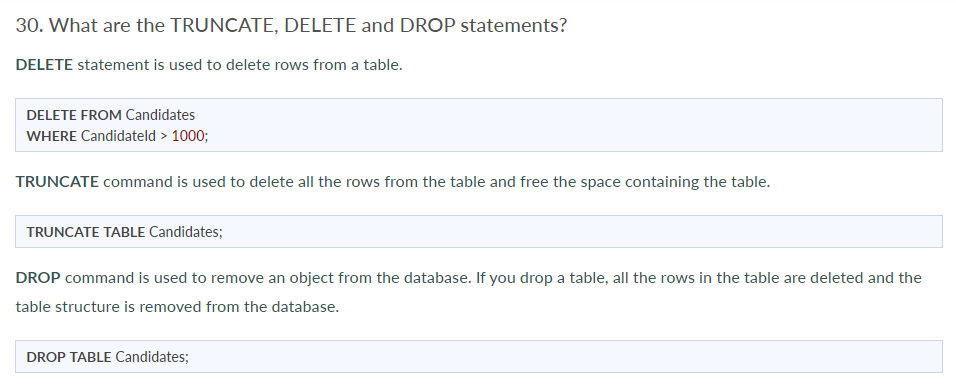 30. What are the TRUNCATE, DELETE and DROP statements?
DELETE statement is used to delete rows from a table.
DELETE FROM Candidates
WHERE CandidateId > 1000;
TRUNCATE command is used to delete all the rows from the table and free the space containing the table.
TRUNCATE TABLE Candidates;
DROP command is used to remove an object from the database. If you drop a table, all the rows in the table are deleted and the
table structure is removed from the database.
DROP TABLE Candidates;